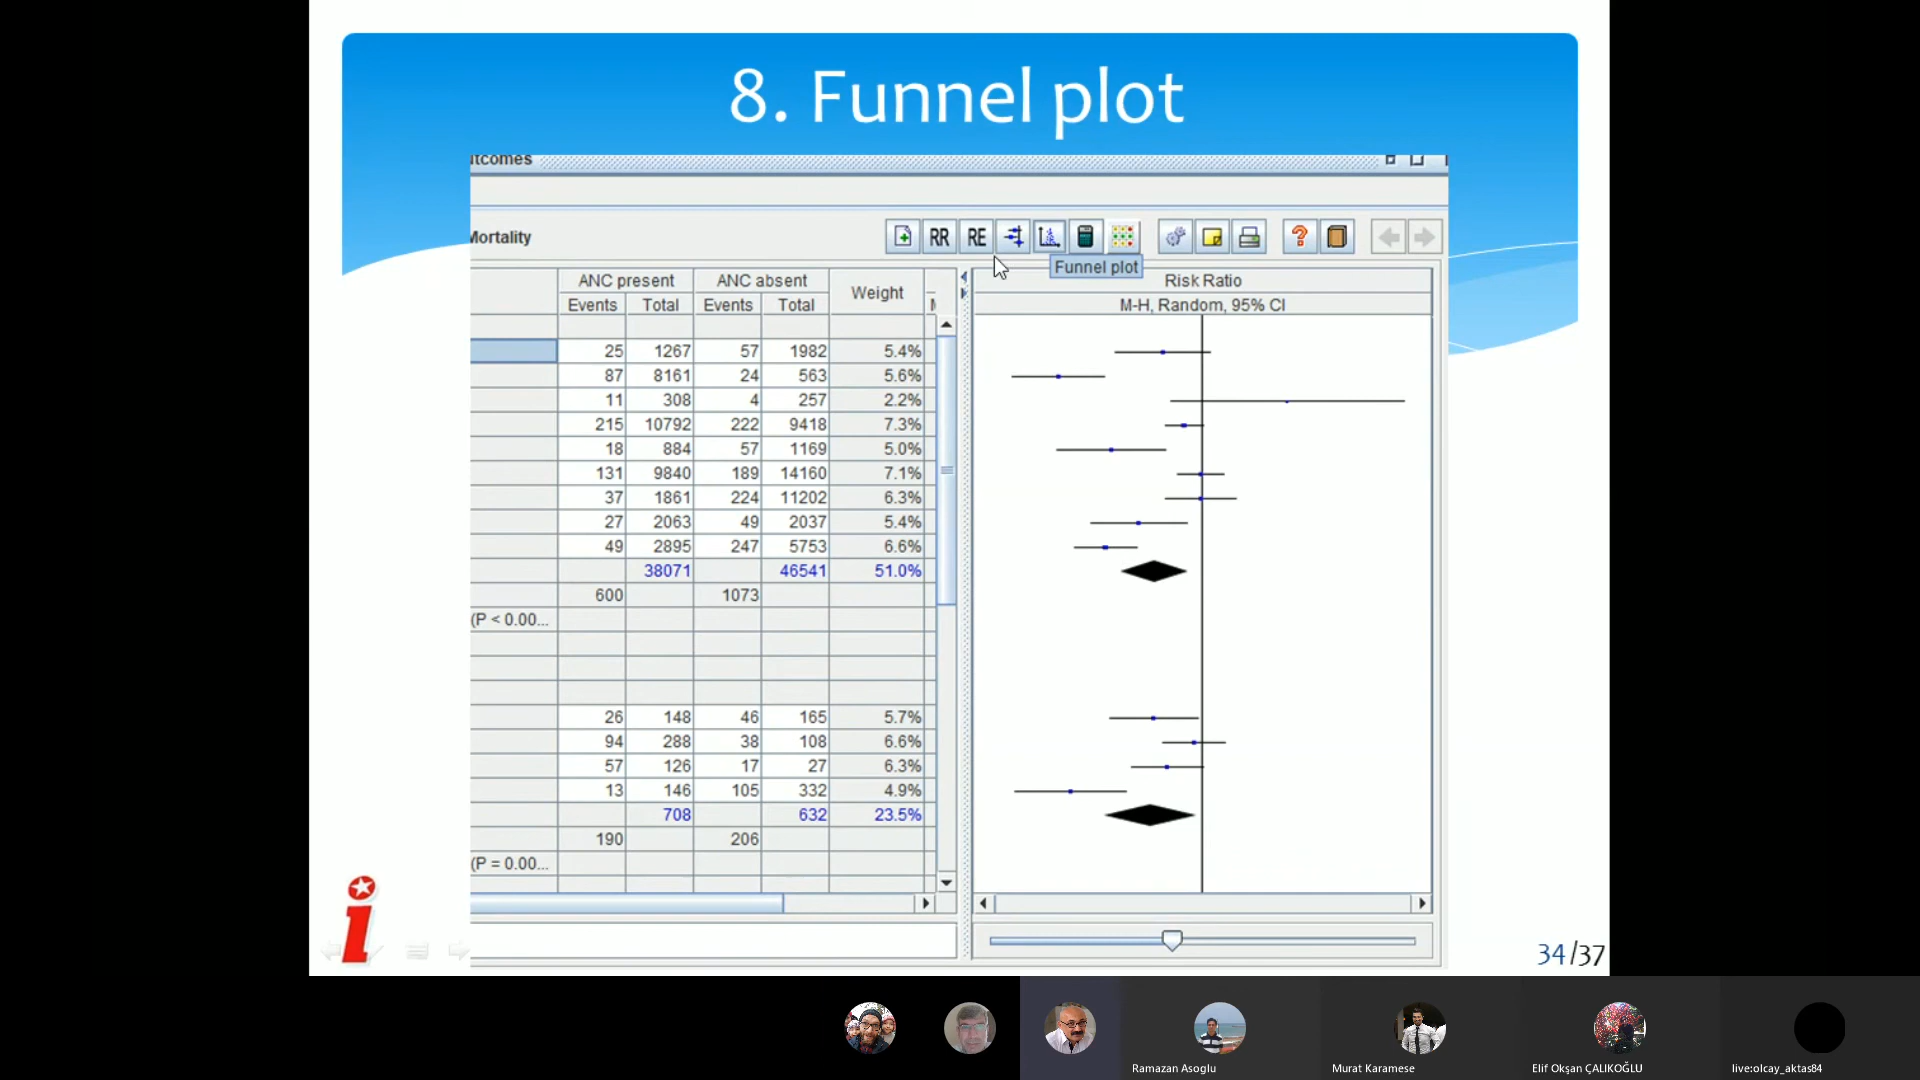 8. Funnel plot
utcomes
Mortality
RR RE
Funnel plot
ANC present ANC absent Weight
Events Total Events Total
Risk Ratio
M-H, Random, 95% CI
25 1267 57 1982 5.4%
87 8161 24 563 5.6%
11 308 4 257 2.2%
215 10792 222 9418 7.3%
18 884 57 1169 5.0%
131 9840 189 14160 7.1%
37 1861 224 11202 6.3%
27 2063 49 2037 5.4%
49 2895 247 5753 6.6%
38071 46541 51.0%
600 1073
(P < 0.00...
26 148 46 165 5.7%
94 288 38 108 6.6%
57 126 17 27 6.3%
13 146 105 332 4.9%
708 632 23.5%
190 206
(P = 0.00...
34/37
Ramazan Asoglu
Murat Karamese
Elif Okşan ÇALIKOĞLU
live:olcay_aktas84